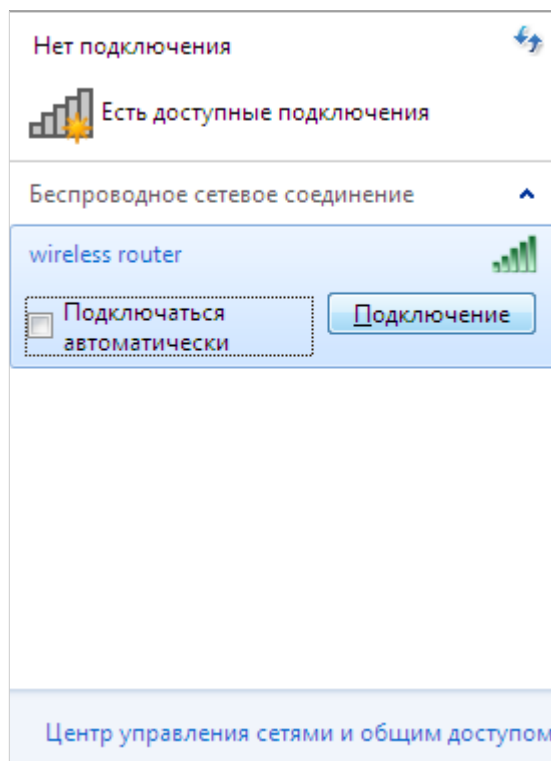 Нет подключения
Есть доступные подключения
Беспроводное сетевое соединение
wireless router
Подключаться
автоматически
Подключение
Центр управления сетями и общим доступом